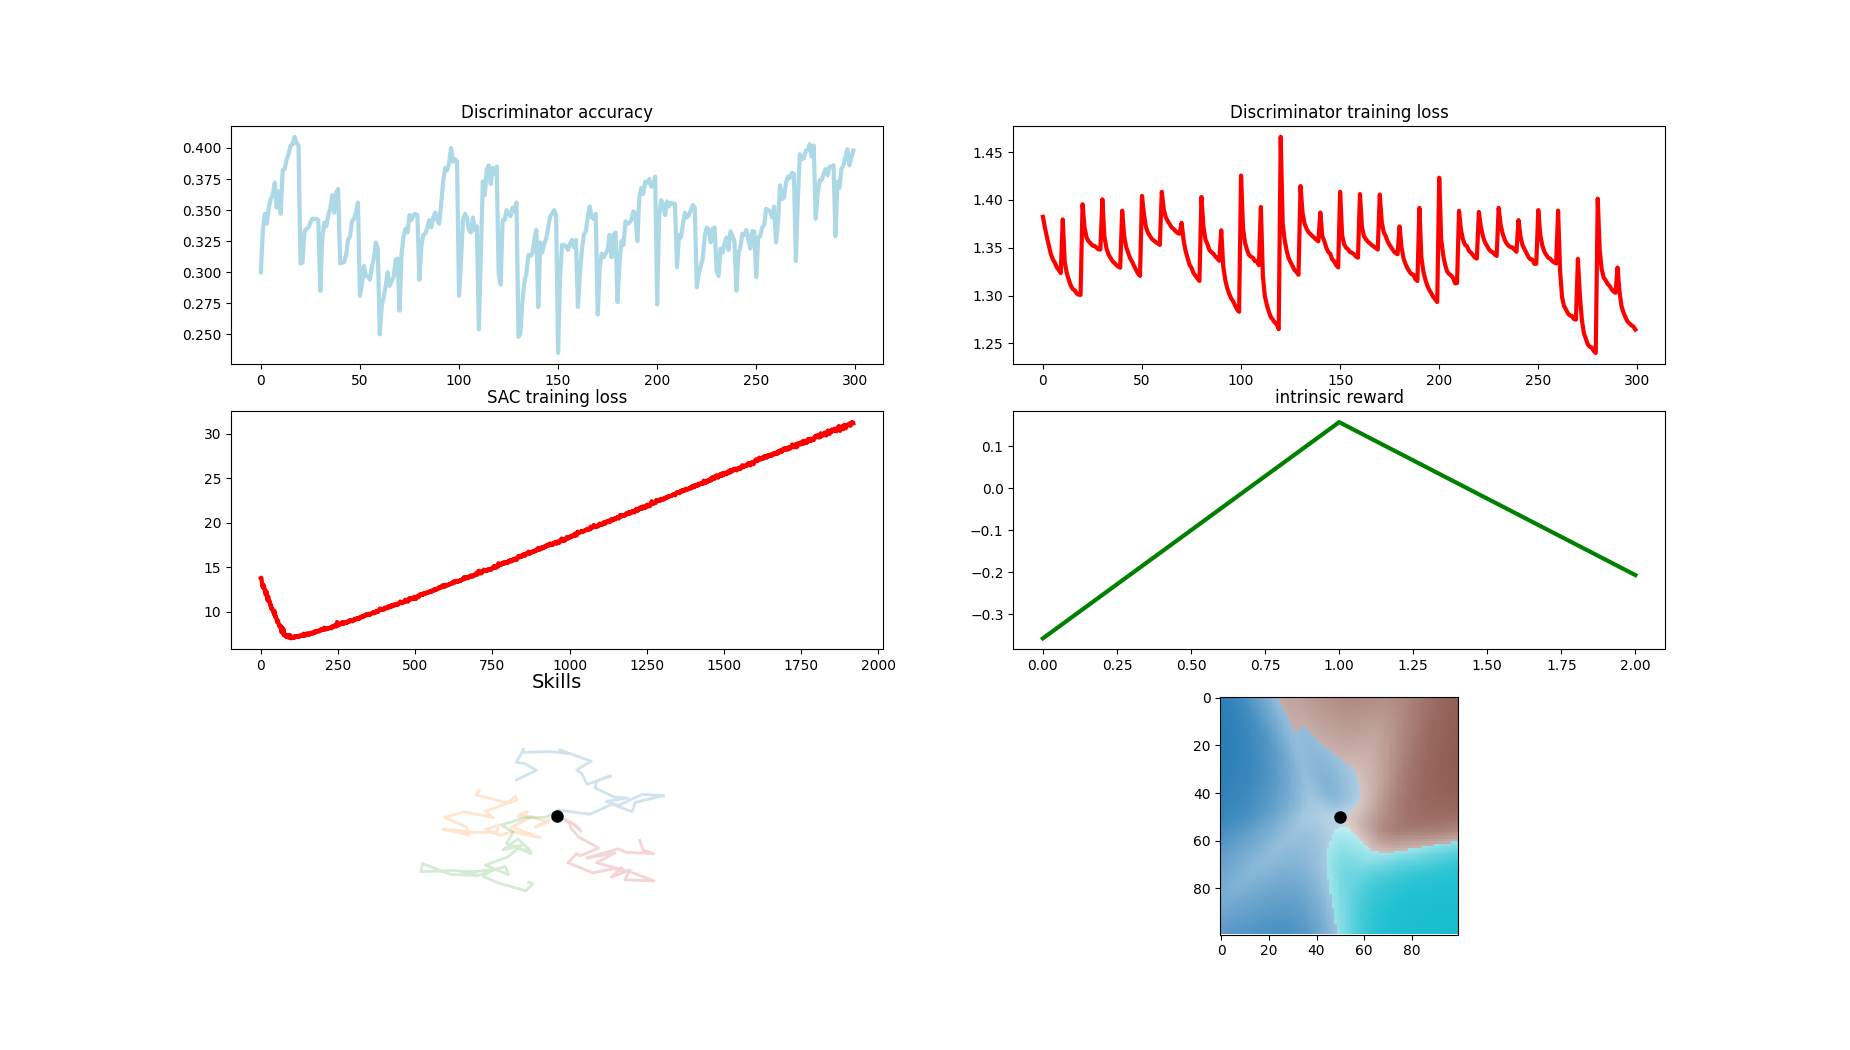 Discriminator accuracy
0.400
0.375
0.350
0.325
0.300
0.275
0.250
0 50 100 150 200 250 300
Discriminator training loss
1.45
1.40
1.35
1.30
1.25
0 50 100 150 200 250 300
SAC training loss
30
25
20
15
10
0 250 500 750 1000 1250 1500 1750 2000
intrinsic reward
0.1
0.0
−0.1
−0.2
−0.3
0.00 0.25 0.50 0.75 1.00 1.25 1.50 1.75 2.00
Skills
0
20
40
60
80
0 20 40 60 80